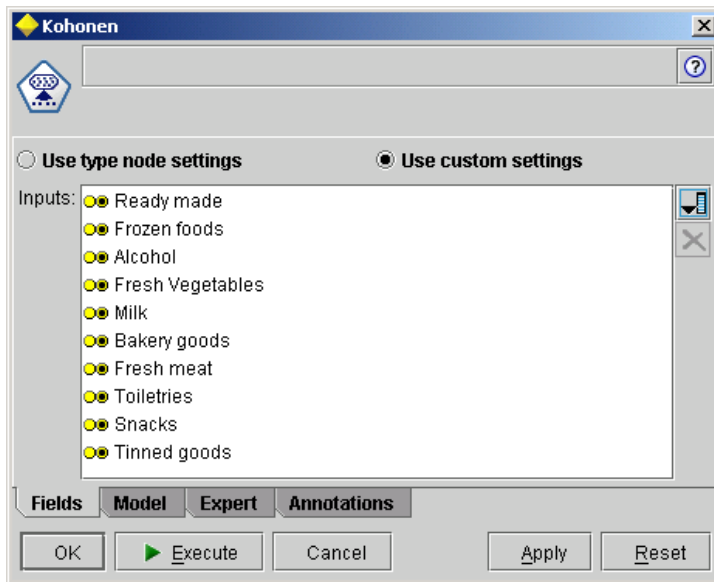 Kohonen
Use type node settings
Use custom settings
Inputs:
Ready made
Frozen foods
Alcohol
Fresh Vegetables
Milk
Bakery goods
Fresh meat
Toiletries
Snacks
Tinned goods
Fields Model Expert Annotations
OK Execute Cancel Apply Reset